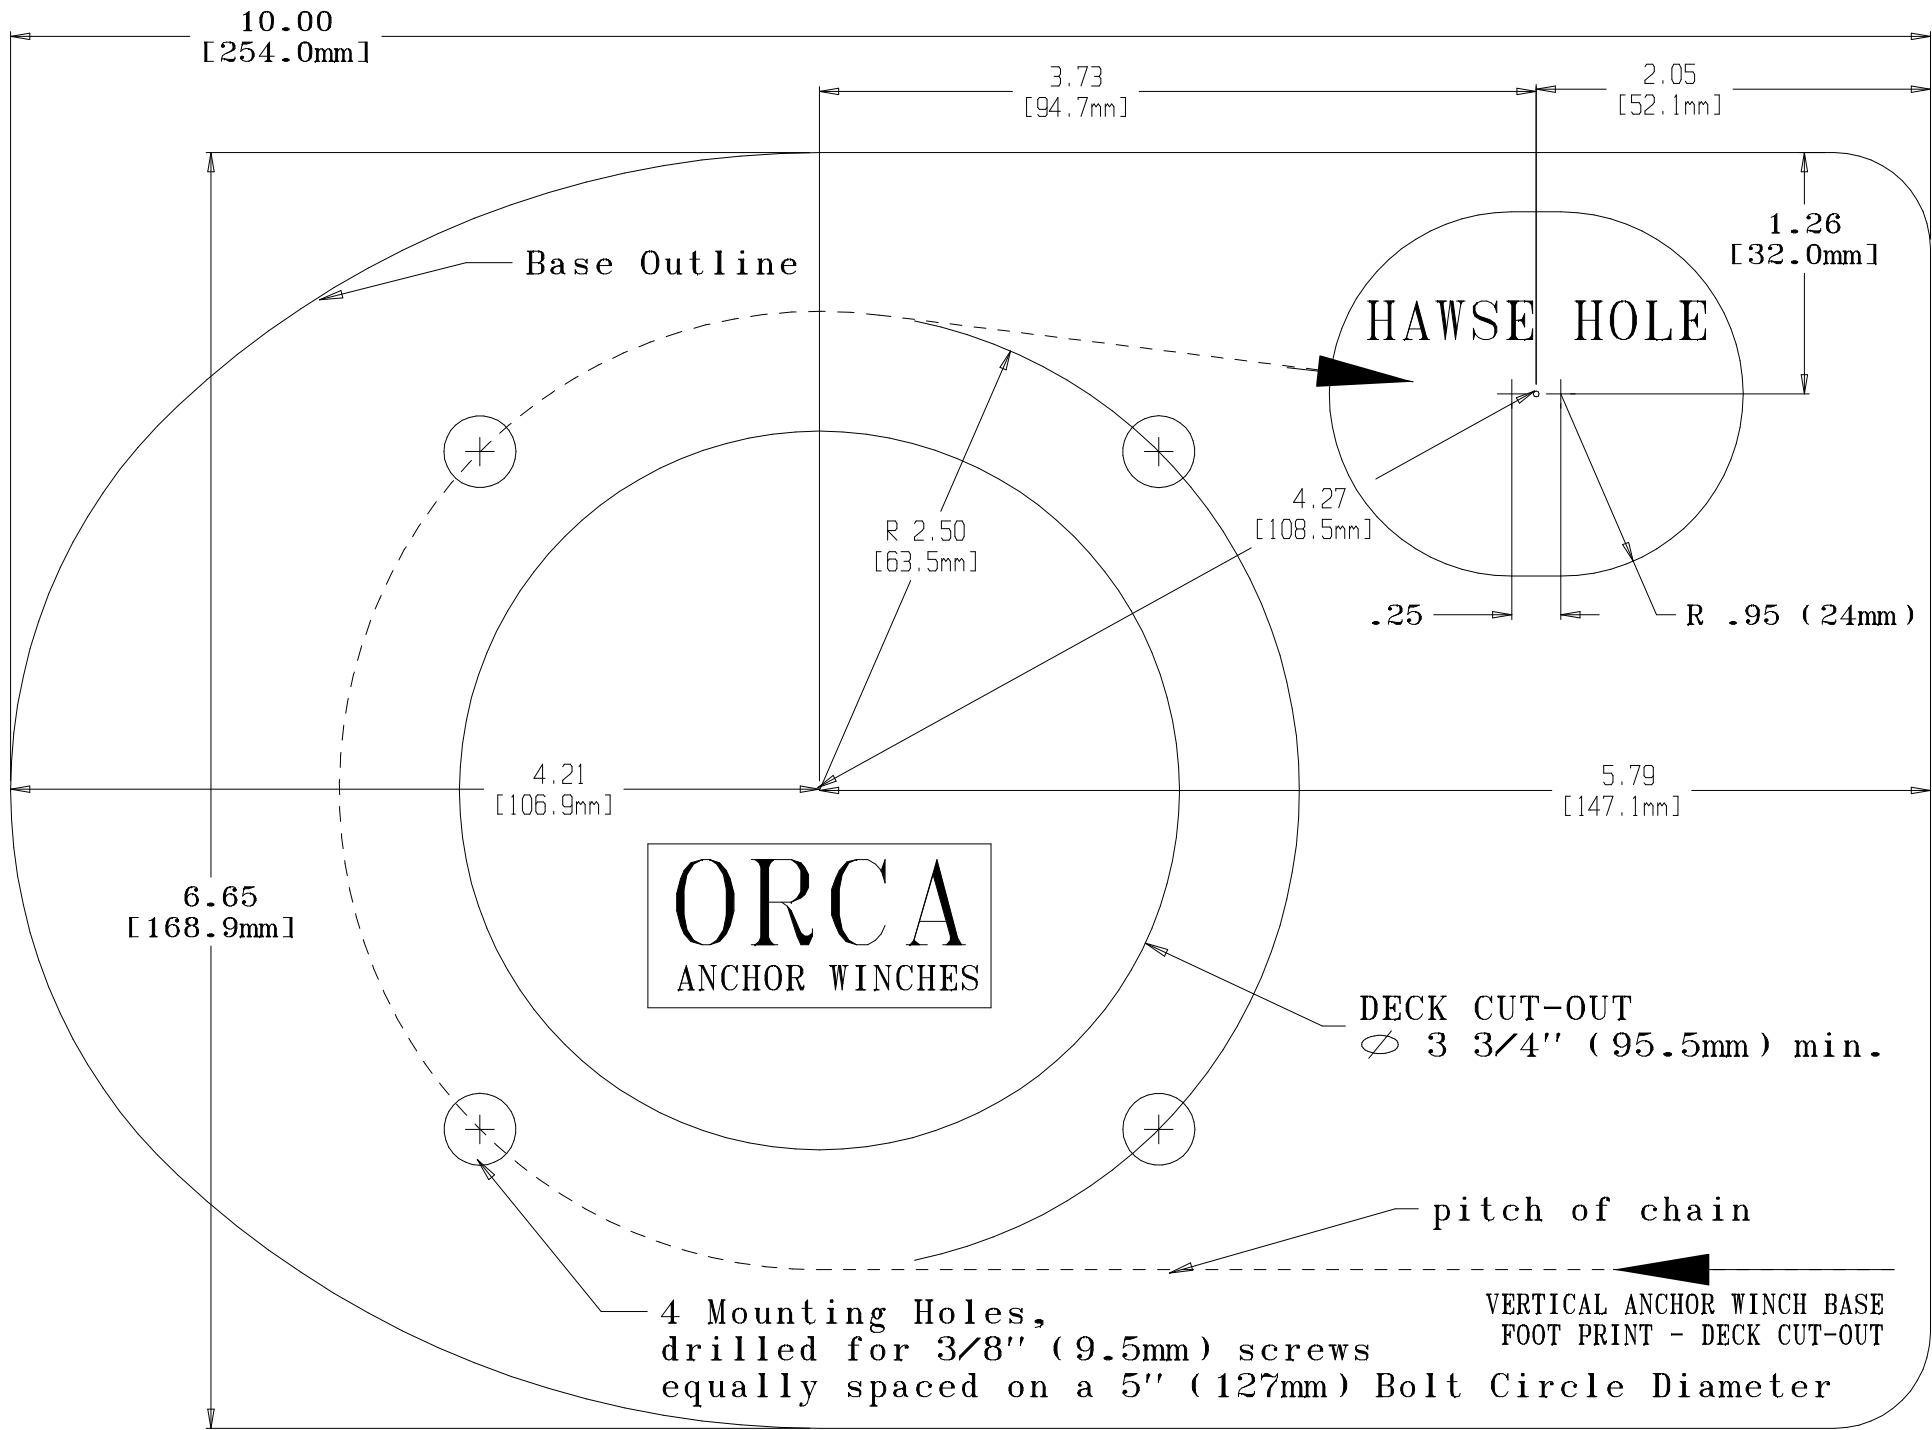 10.00
[254.0mm]
3.73
[94.7mm]
2.05
[52.1mm]
1.26
[32.0mm]
Base Outline
HAWSE HOLE
4.27
[108.5mm]
R 2.50
[63.5mm]
.25
R .95 (24mm)
4.21
[106.9mm]
5.79
[147.1mm]
6.65
[168.9mm]
ORCA
ANCHOR WINCHES
DECK CUT-OUT
∅ 3 3/4" (95.5mm) min.
pitch of chain
4 Mounting Holes,
drilled for 3/8" (9.5mm) screws
equally spaced on a 5" (127mm) Bolt Circle Diameter
VERTICAL ANCHOR WINCH BASE
FOOT PRINT - DECK CUT-OUT